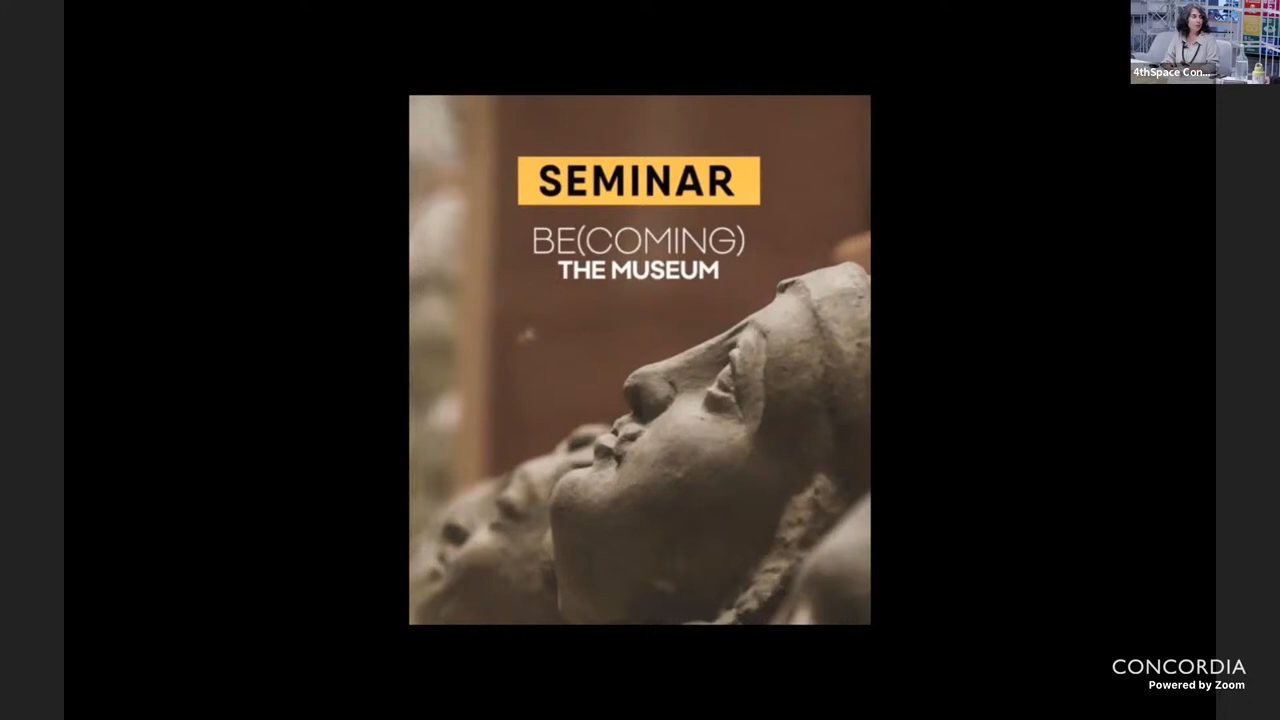 4thSpace Con...
SEMINAR
BE(COMING)
THE MUSEUM
CONCORDIA
Powered by Zoom